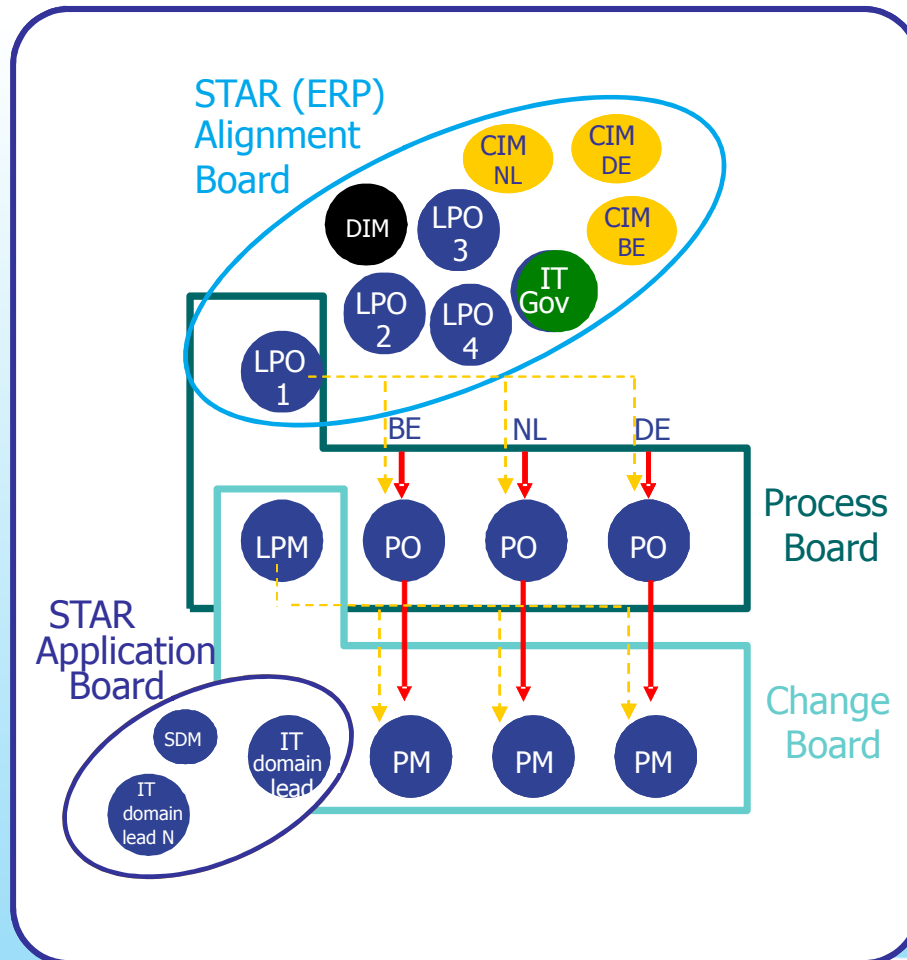 STAR (ERP)
Alignment
Board
CIM
NL
CIM
DE
CIM
BE
DIM
LPO
3
IT
Gov
LPO
2
LPO
4
LPO
1
BE
NL
DE
Process
Board
LPM
PO
PO
PO
STAR
Application
Board
Change
Board
SDM
IT
domain
lead
IT
domain
lead N
PM
PM
PM